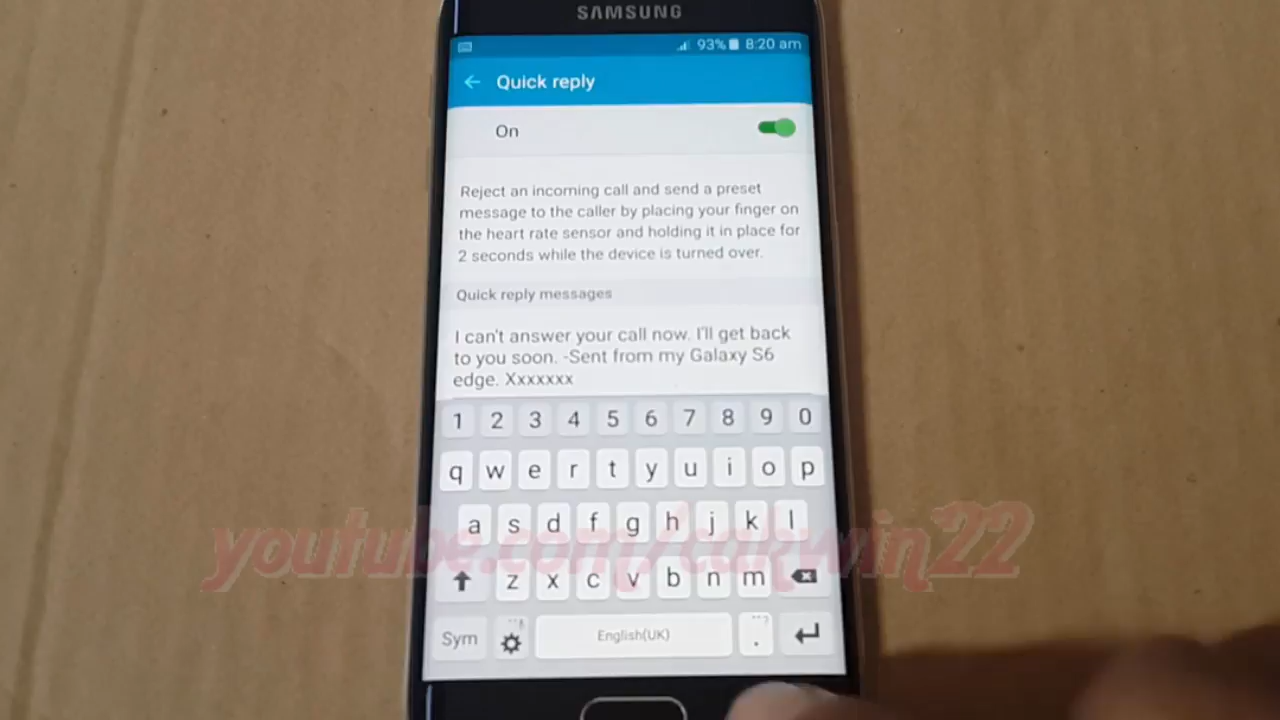 SAMSUNG
93% 8:20 am
Quick reply
On
Reject an incoming call and send a preset
message to the caller by placing your finger on
the heart rate sensor and holding it in place for
2 seconds while the device is turned over.
Quick reply messages
I can't answer your call now. I'll get back
to you soon. -Sent from my Galaxy S6
edge. Xxxxxxx
1 2 3 4 5 6 7 8 9 0
q w e r t y u i o p
a s d f g h j k l
youtube.com/cakwin22
z x c v b n m
Sym English(UK) .